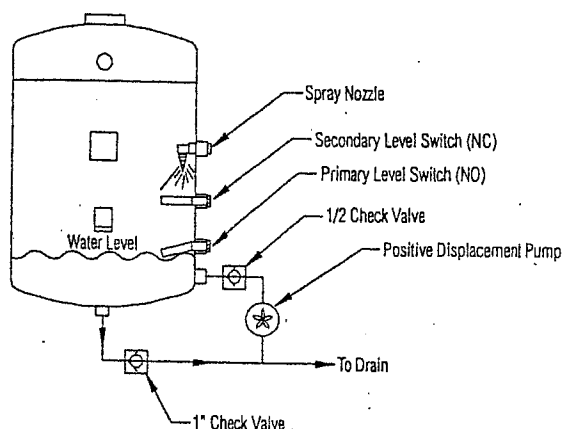 Spray Nozzle
Secondary Level Switch (NC)
Primary Level Switch (NO)
1/2 Check Valve
Water Level
Positive Displacement Pump
To Drain
1" Check Valve